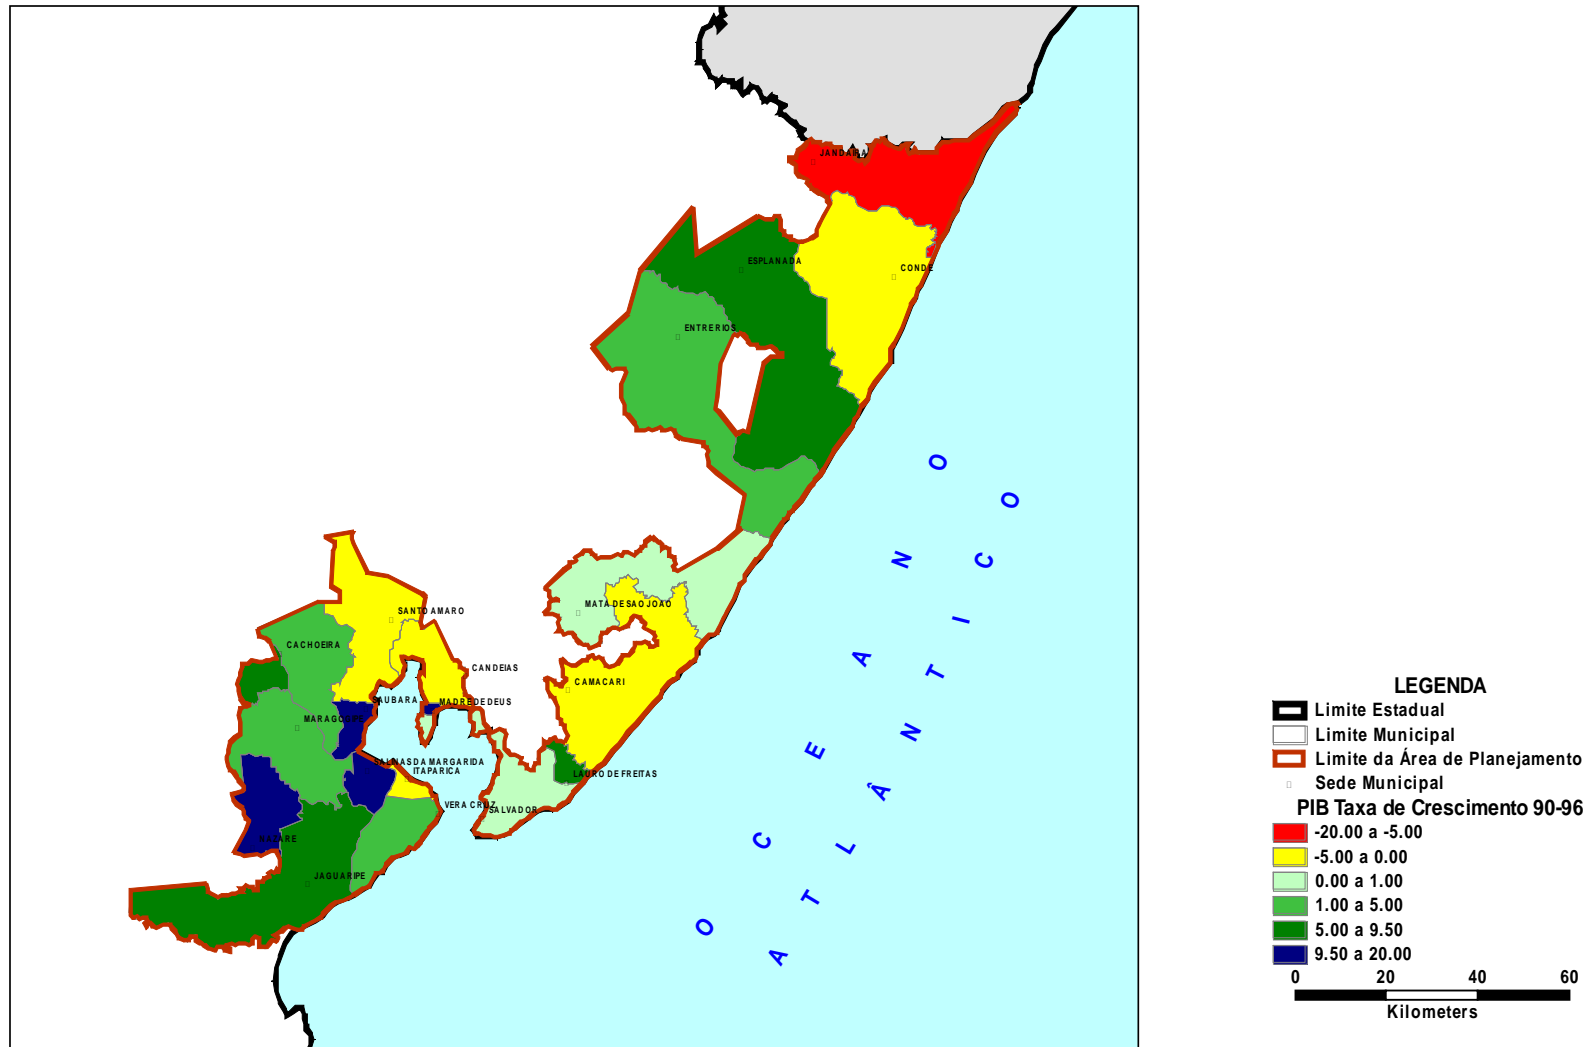 JANDAIRA
CONDE
ESPLANADA
ENTRE RIOS
MATA DE SAO JOAO
SANTO AMARO
CACHOEIRA
CANDEIAS
CAMACARI
SAUBARA
MADRE DE DEUS
MARAGOGIPE
SALINAS DA MARGARIDA
ITAPARICA
LAURO DE FREITAS
VERA CRUZ
SALVADOR
NAZARE
JAGUARIPE
OCEANO
ATLÂNTICO
LEGENDA
Limite Estadual
Limite Municipal
Limite da Área de Planejamento
Sede Municipal
PIB Taxa de Crescimento 90-96
-20.00 a -5.00
-5.00 a 0.00
0.00 a 1.00
1.00 a 5.00
5.00 a 9.50
9.50 a 20.00
0 20 40 60
Kilometers